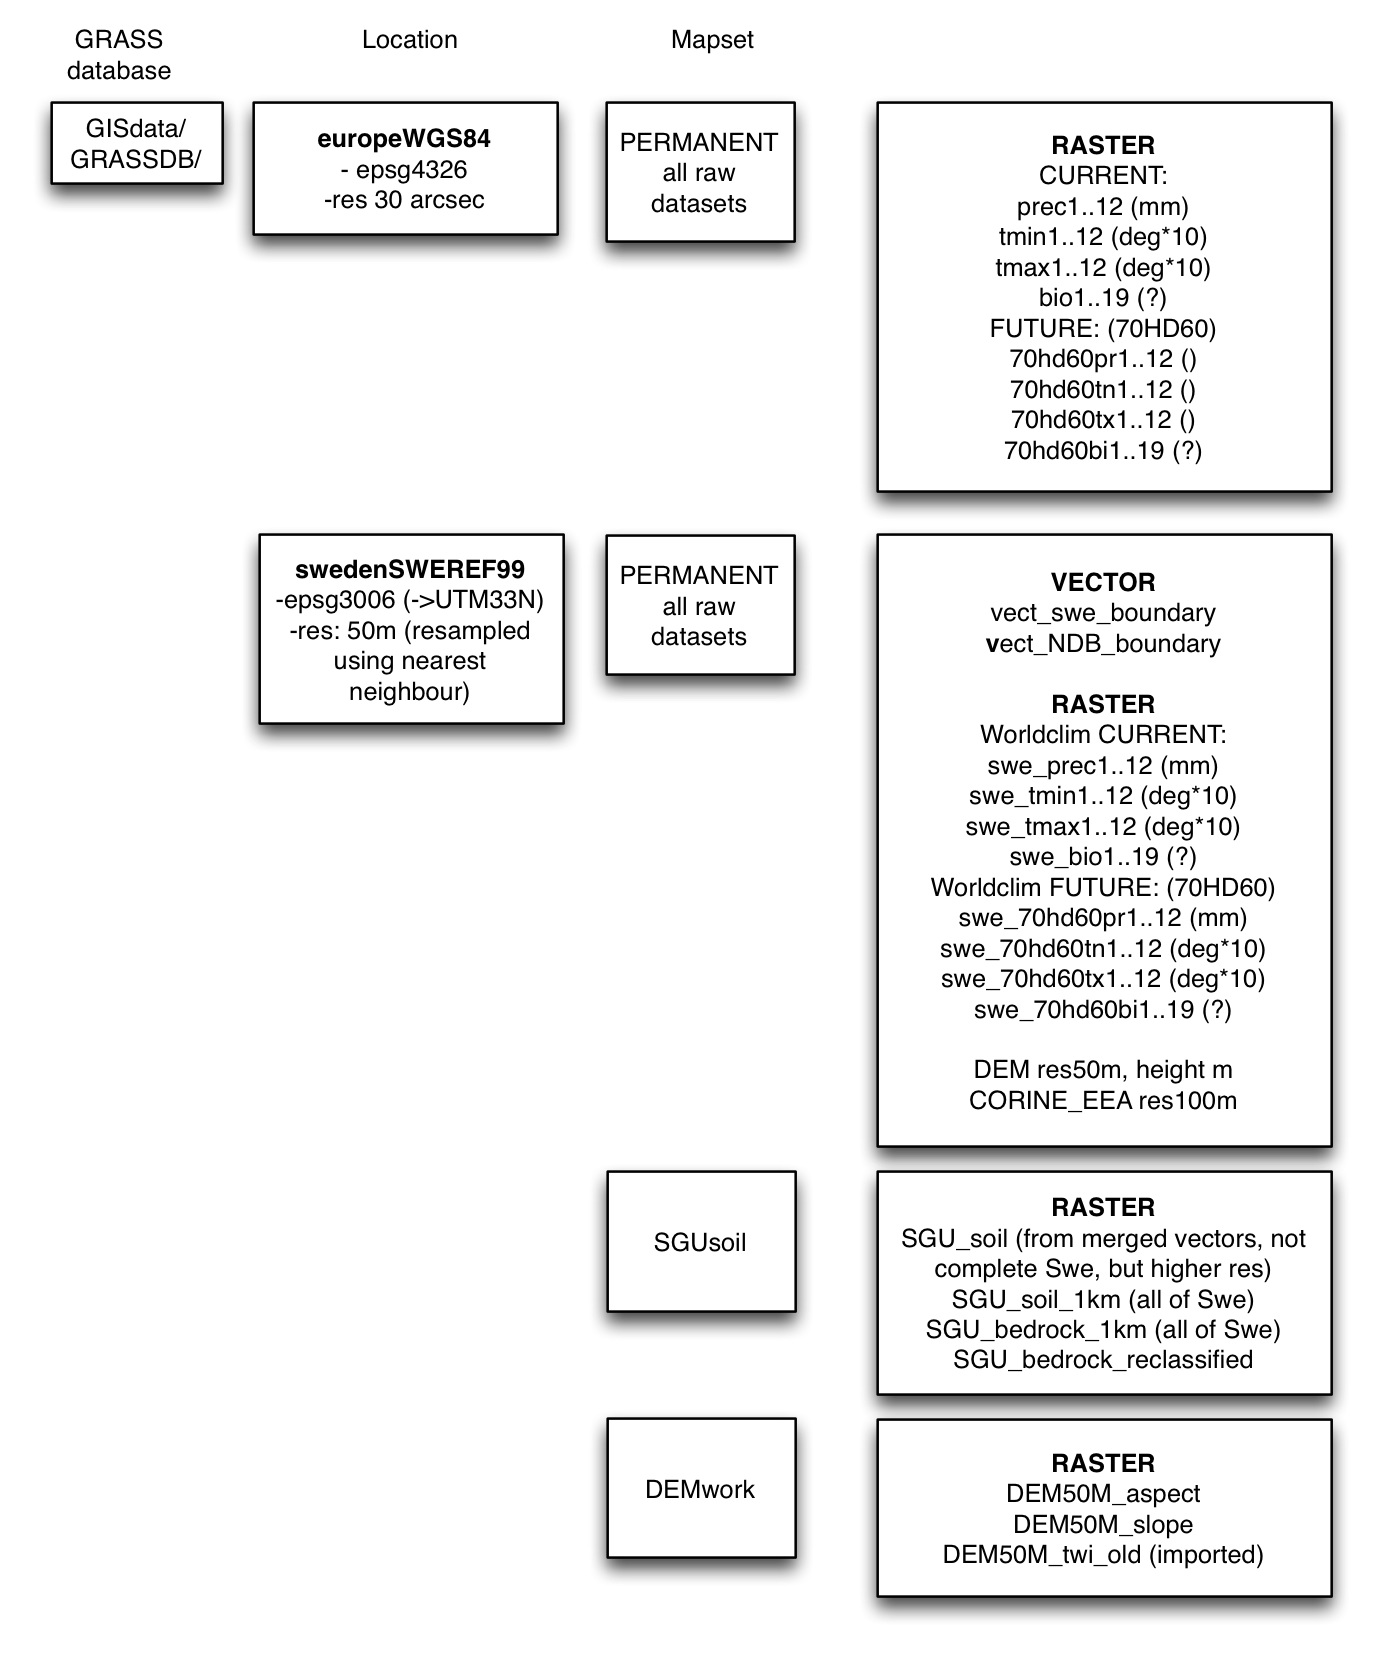 GRASS
database
Location
Mapset
GISdata/
GRASSDB/
europeWGS84
- epsg4326
-res 30 arcsec
PERMANENT
all raw
datasets
RASTER
CURRENT:
prec1..12 (mm)
tmin1..12 (deg*10)
tmax1..12 (deg*10)
bio1..19 (?)
FUTURE: (70HD60)
70hd60pr1..12 ()
70hd60tn1..12 ()
70hd60tx1..12 ()
70hd60bi1..19 (?)
swedenSWEREF99
-epsg3006 (->UTM33N)
-res: 50m (resampled
using nearest
neighbour)
PERMANENT
all raw
datasets
VECTOR
vect_swe_boundary
vect_NDB_boundary
RASTER
Worldclim CURRENT:
swe_prec1..12 (mm)
swe_tmin1..12 (deg*10)
swe_tmax1..12 (deg*10)
swe_bio1..19 (?)
Worldclim FUTURE: (70HD60)
swe_70hd60pr1..12 (mm)
swe_70hd60tn1..12 (deg*10)
swe_70hd60tx1..12 (deg*10)
swe_70hd60bi1..19 (?)
DEM res50m, height m
CORINE_EEA res100m
SGUsoil
RASTER
SGU_soil (from merged vectors, not
complete Swe, but higher res)
SGU_soil_1km (all of Swe)
SGU_bedrock_1km (all of Swe)
SGU_bedrock_reclassified
DEMwork
RASTER
DEM50M_aspect
DEM50M_slope
DEM50M_twi_old (imported)